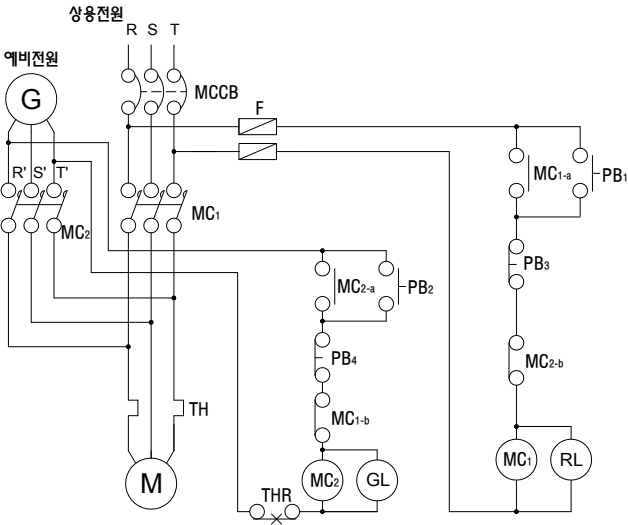 상용전원
R S T
예비전원
G
MCCB
F
R' S' T'
MC1
MC2
MC1-a
PB1
PB3
MC2-a
PB2
PB4
MC2-b
MC1-b
TH
M
THR
MC2
GL
MC1
RL